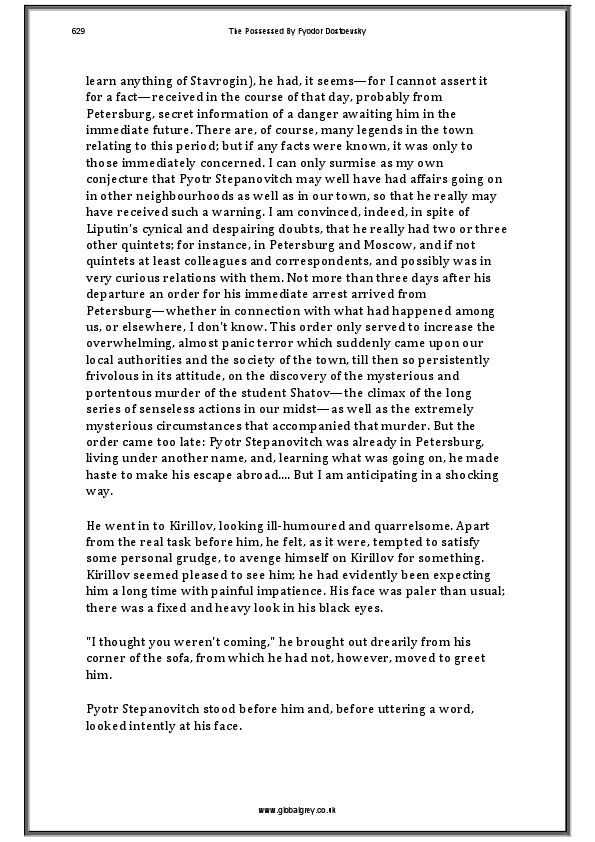 629 The Possessed By Fyodor Dostoevsky
learn anything of Stavrogin), he had, it seems—for I cannot assert it
for a fact—received in the course of that day, probably from
Petersburg, secret information of a danger awaiting him in the
immediate future. There are, of course, many legends in the town
relating to this period; but if any facts were known, it was only to
those immediately concerned. I can only surmise as my own
conjecture that Pyotr Stepanovitch may well have had affairs going on
in other neighbourhoods as well as in our town, so that he really may
have received such a warning. I am convinced, indeed, in spite of
Liputin's cynical and despairing doubts, that he really had two or three
other quintets; for instance, in Petersburg and Moscow, and if not
quintets at least colleagues and correspondents, and possibly was in
very curious relations with them. Not more than three days after his
departure an order for his immediate arrest arrived from
Petersburg—whether in connection with what had happened among
us, or elsewhere, I don't know. This order only served to increase the
overwhelming, almost panic terror which suddenly came upon our
local authorities and the society of the town, till then so persistently
frivolous in its attitude, on the discovery of the mysterious and
portentous murder of the student Shatov—the climax of the long
series of senseless actions in our midst—as well as the extremely
mysterious circumstances that accompanied that murder. But the
order came too late: Pyotr Stepanovitch was already in Petersburg,
living under another name, and, learning what was going on, he made
haste to make his escape abroad.... But I am anticipating in a shocking
way.
He went in to Kirillov, looking ill-humoured and quarrelsome. Apart
from the real task before him, he felt, as it were, tempted to satisfy
some personal grudge, to avenge himself on Kirillov for something.
Kirillov seemed pleased to see him; he had evidently been expecting
him a long time with painful impatience. His face was paler than usual;
there was a fixed and heavy look in his black eyes.
"I thought you weren't coming," he brought out drearily from his
corner of the sofa, from which he had not, however, moved to greet
him.
Pyotr Stepanovitch stood before him and, before uttering a word,
looked intently at his face.
www.globalgrey.co.uk